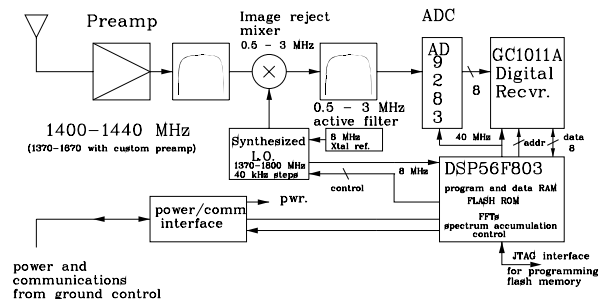 Preamp
Image reject
mixer
0.5 - 3 MHz
ADC
AD
9
2
8
3
8
GC1011A
Digital
Recvr.
1400-1440 MHz
(1370-1670 with custom preamp)
0.5 - 3 MHz
active filter
Synthesized
L.O.
1370-1800 MHz
40 kHz steps
8 MHz
Xtal ref.
40 MHz
addr
data
8
8 MHz
control
DSP56F803
program and data RAM
FLASH ROM
FFTs
spectrum accumulation
control
power/comm
interface
pwr.
power and
communications
from ground control
JTAG interface
for programming
flash memory